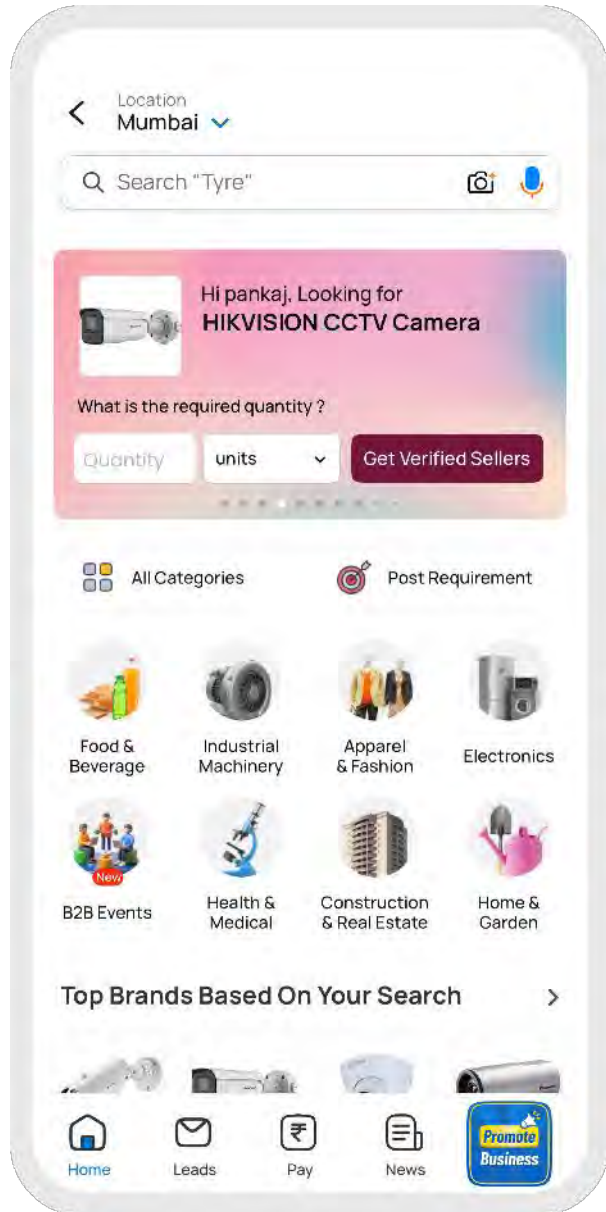 Location
Mumbai
Search "Tyre"
Hi pankaj, Looking for
HIKVISION CCTV Camera
What is the required quantity ?
Quantity
units
Get Verified Sellers
All Categories
Post Requirement
Food &
Beverage
Industrial
Machinery
Apparel
& Fashion
Electronics
New
B2B Events
Health &
Medical
Construction
& Real Estate
Home &
Garden
Top Brands Based On Your Search
Home
Leads
₹
Pay
News
Promote
Business